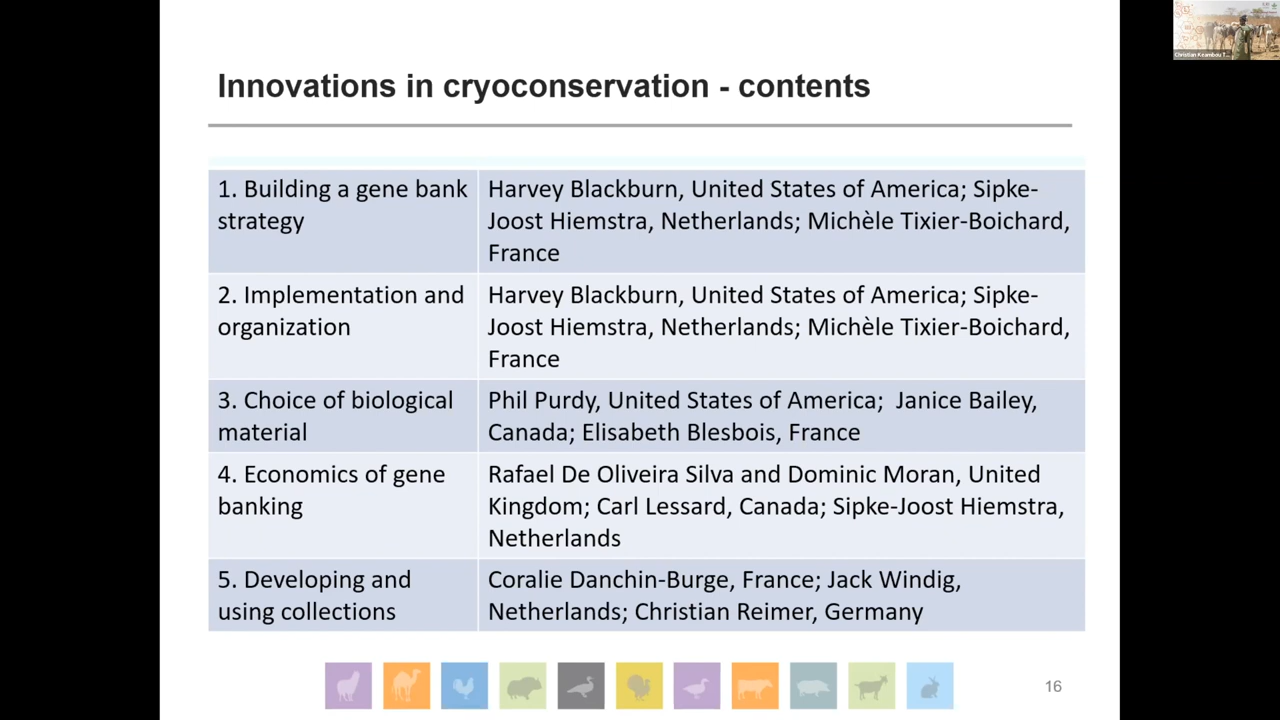 Innovations in cryoconservation - contents
1. Building a gene bank
strategy
Harvey Blackburn, United States of America; Sipke-
Joost Hiemstra, Netherlands; Michèle Tixier-Boichard,
France
2. Implementation and
organization
Harvey Blackburn, United States of America; Sipke-
Joost Hiemstra, Netherlands; Michèle Tixier-Boichard,
France
3. Choice of biological
material
Phil Purdy, United States of America;  Janice Bailey,
Canada; Elisabeth Blesbois, France
4. Economics of gene
banking
Rafael De Oliveira Silva and Dominic Moran, United
Kingdom; Carl Lessard, Canada; Sipke-Joost Hiemstra,
Netherlands
5. Developing and
using collections
Coralie Danchin-Burge, France; Jack Windig,
Netherlands; Christian Reimer, Germany
16
Christian Keambou T...